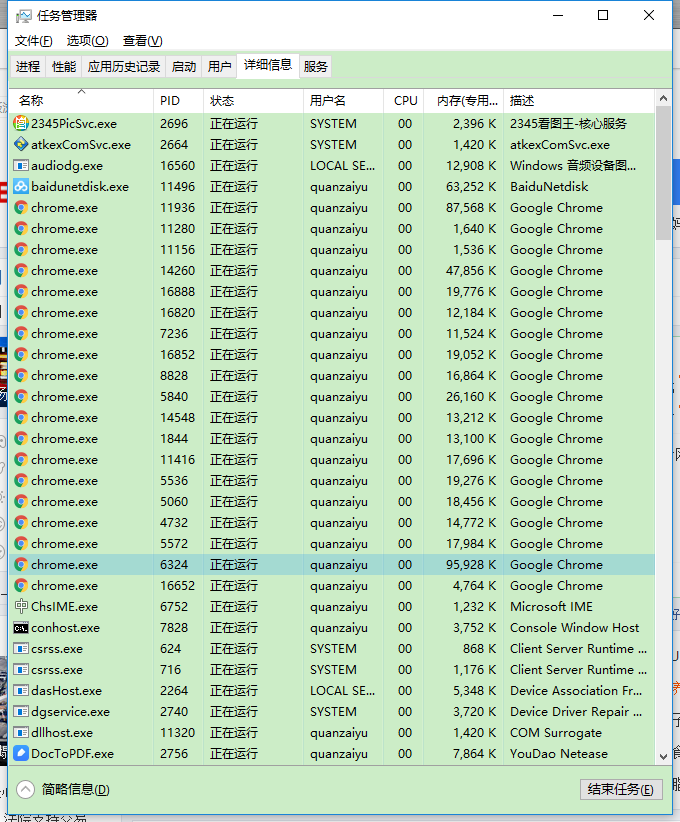 任务管理器
文件(F) 选项(O) 查看(V)
进程 性能 应用历史记录 启动 用户 详细信息 服务
名称 PID 状态 用户名 CPU 内存(专用... 描述
2345PicSvc.exe 2696 正在运行 SYSTEM 00 2,396 K 2345看图王-核心服务
atkexComSvc.exe 2664 正在运行 SYSTEM 00 1,420 K atkexComSvc.exe
audiodg.exe 16560 正在运行 LOCAL SE... 00 12,908 K Windows 音频设备图...
baidunetdisk.exe 11496 正在运行 quanzaiyu 00 63,252 K BaiduNetdisk
chrome.exe 11936 正在运行 quanzaiyu 00 87,568 K Google Chrome
chrome.exe 11280 正在运行 quanzaiyu 00 1,640 K Google Chrome
chrome.exe 11156 正在运行 quanzaiyu 00 1,536 K Google Chrome
chrome.exe 14260 正在运行 quanzaiyu 00 47,856 K Google Chrome
chrome.exe 16888 正在运行 quanzaiyu 00 19,776 K Google Chrome
chrome.exe 16820 正在运行 quanzaiyu 00 12,184 K Google Chrome
chrome.exe 7236 正在运行 quanzaiyu 00 11,524 K Google Chrome
chrome.exe 16852 正在运行 quanzaiyu 00 19,052 K Google Chrome
chrome.exe 8828 正在运行 quanzaiyu 00 16,864 K Google Chrome
chrome.exe 5840 正在运行 quanzaiyu 00 26,160 K Google Chrome
chrome.exe 14548 正在运行 quanzaiyu 00 13,212 K Google Chrome
chrome.exe 1844 正在运行 quanzaiyu 00 13,100 K Google Chrome
chrome.exe 11416 正在运行 quanzaiyu 00 17,696 K Google Chrome
chrome.exe 5536 正在运行 quanzaiyu 00 19,276 K Google Chrome
chrome.exe 5060 正在运行 quanzaiyu 00 18,456 K Google Chrome
chrome.exe 4732 正在运行 quanzaiyu 00 14,772 K Google Chrome
chrome.exe 5572 正在运行 quanzaiyu 00 17,984 K Google Chrome
chrome.exe 6324 正在运行 quanzaiyu 00 95,928 K Google Chrome
chrome.exe 16652 正在运行 quanzaiyu 00 4,764 K Google Chrome
ChsIME.exe 6752 正在运行 quanzaiyu 00 1,232 K Microsoft IME
conhost.exe 7828 正在运行 quanzaiyu 00 3,752 K Console Window Host
csrss.exe 624 正在运行 SYSTEM 00 868 K Client Server Runtime ...
csrss.exe 716 正在运行 SYSTEM 00 1,176 K Client Server Runtime ...
dasHost.exe 2264 正在运行 LOCAL SE... 00 5,348 K Device Association Fr...
dgservice.exe 2740 正在运行 SYSTEM 00 3,720 K Device Driver Repair ...
dllhost.exe 11320 正在运行 quanzaiyu 00 1,420 K COM Surrogate
DocToPDF.exe 2756 正在运行 quanzaiyu 00 7,864 K YouDao Netease
简略信息(D) 结束任务(E)